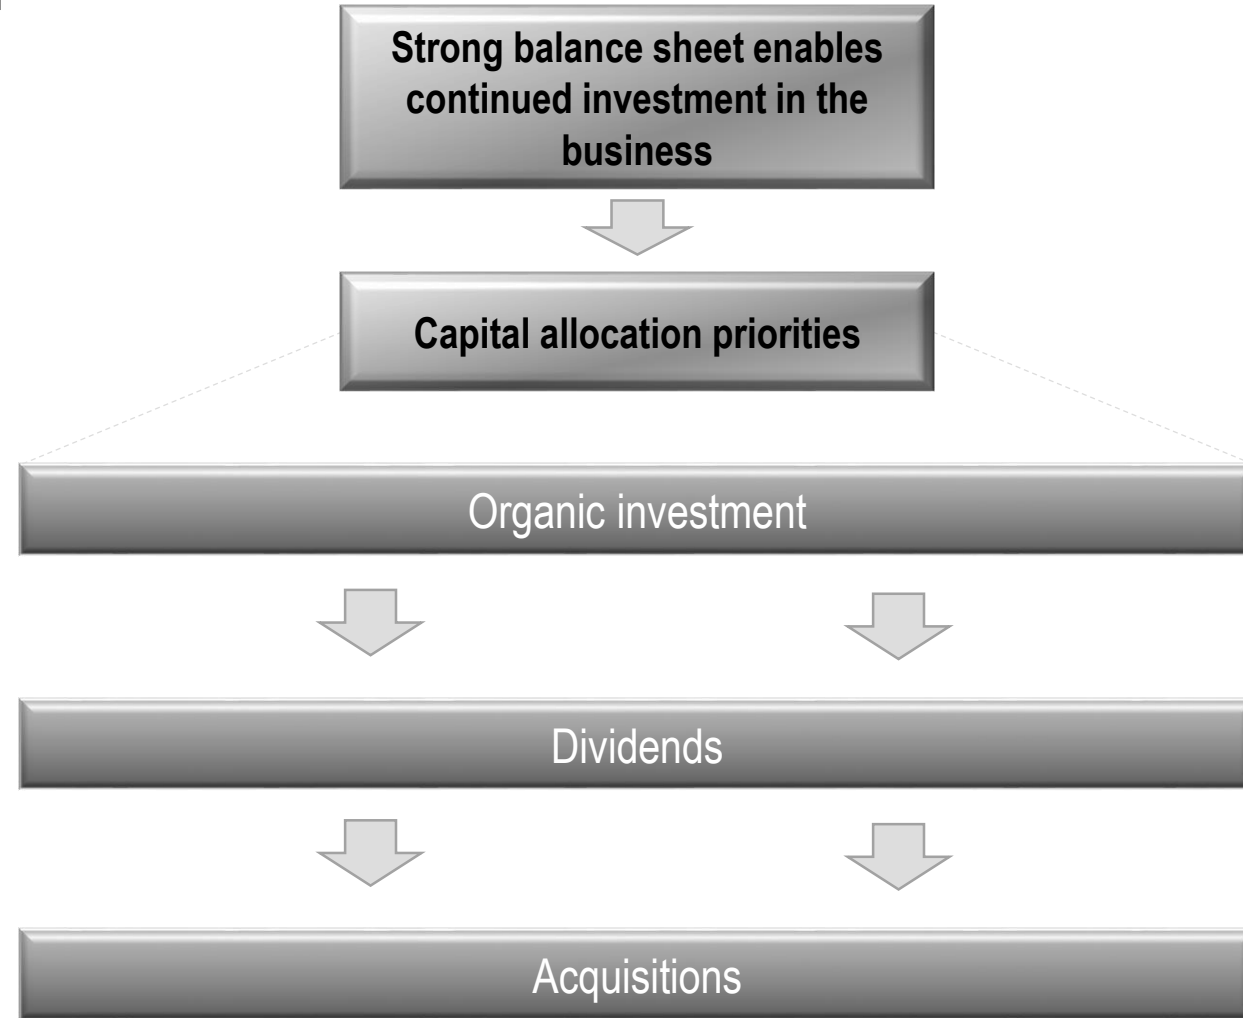 Strong balance sheet enables
continued investment in the
business
Capital allocation priorities
Organic investment
Dividends
Acquisitions